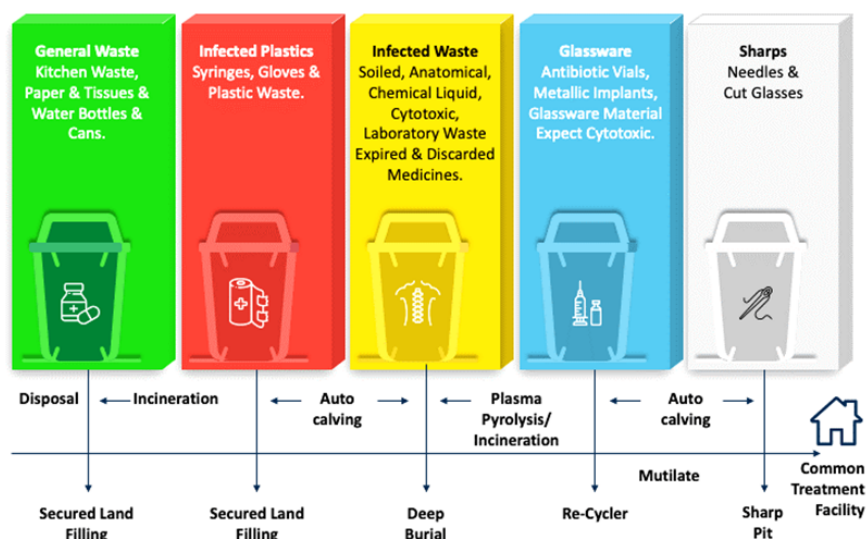 General Waste
Kitchen Waste,
Paper & Tissues &
Water Bottles &
Cans.
Infected Plastics
Syringes, Gloves &
Plastic Waste.
Infected Waste
Soiled, Anatomical,
Chemical Liquid,
Cytotoxic,
Laboratory Waste
Expired & Discarded
Medicines.
Glassware
Antibiotic Vials,
Metallic Implants,
Glassware Material
Expect Cytotoxic.
Sharps
Needles &
Cut Glasses
Disposal
Incineration
Auto
calving
Plasma
Pyrolysis/
Incineration
Auto
calving
Mutilate
Common
Treatment
Facility
Secured Land
Filling
Secured Land
Filling
Deep
Burial
Re-Cycler
Sharp
Pit